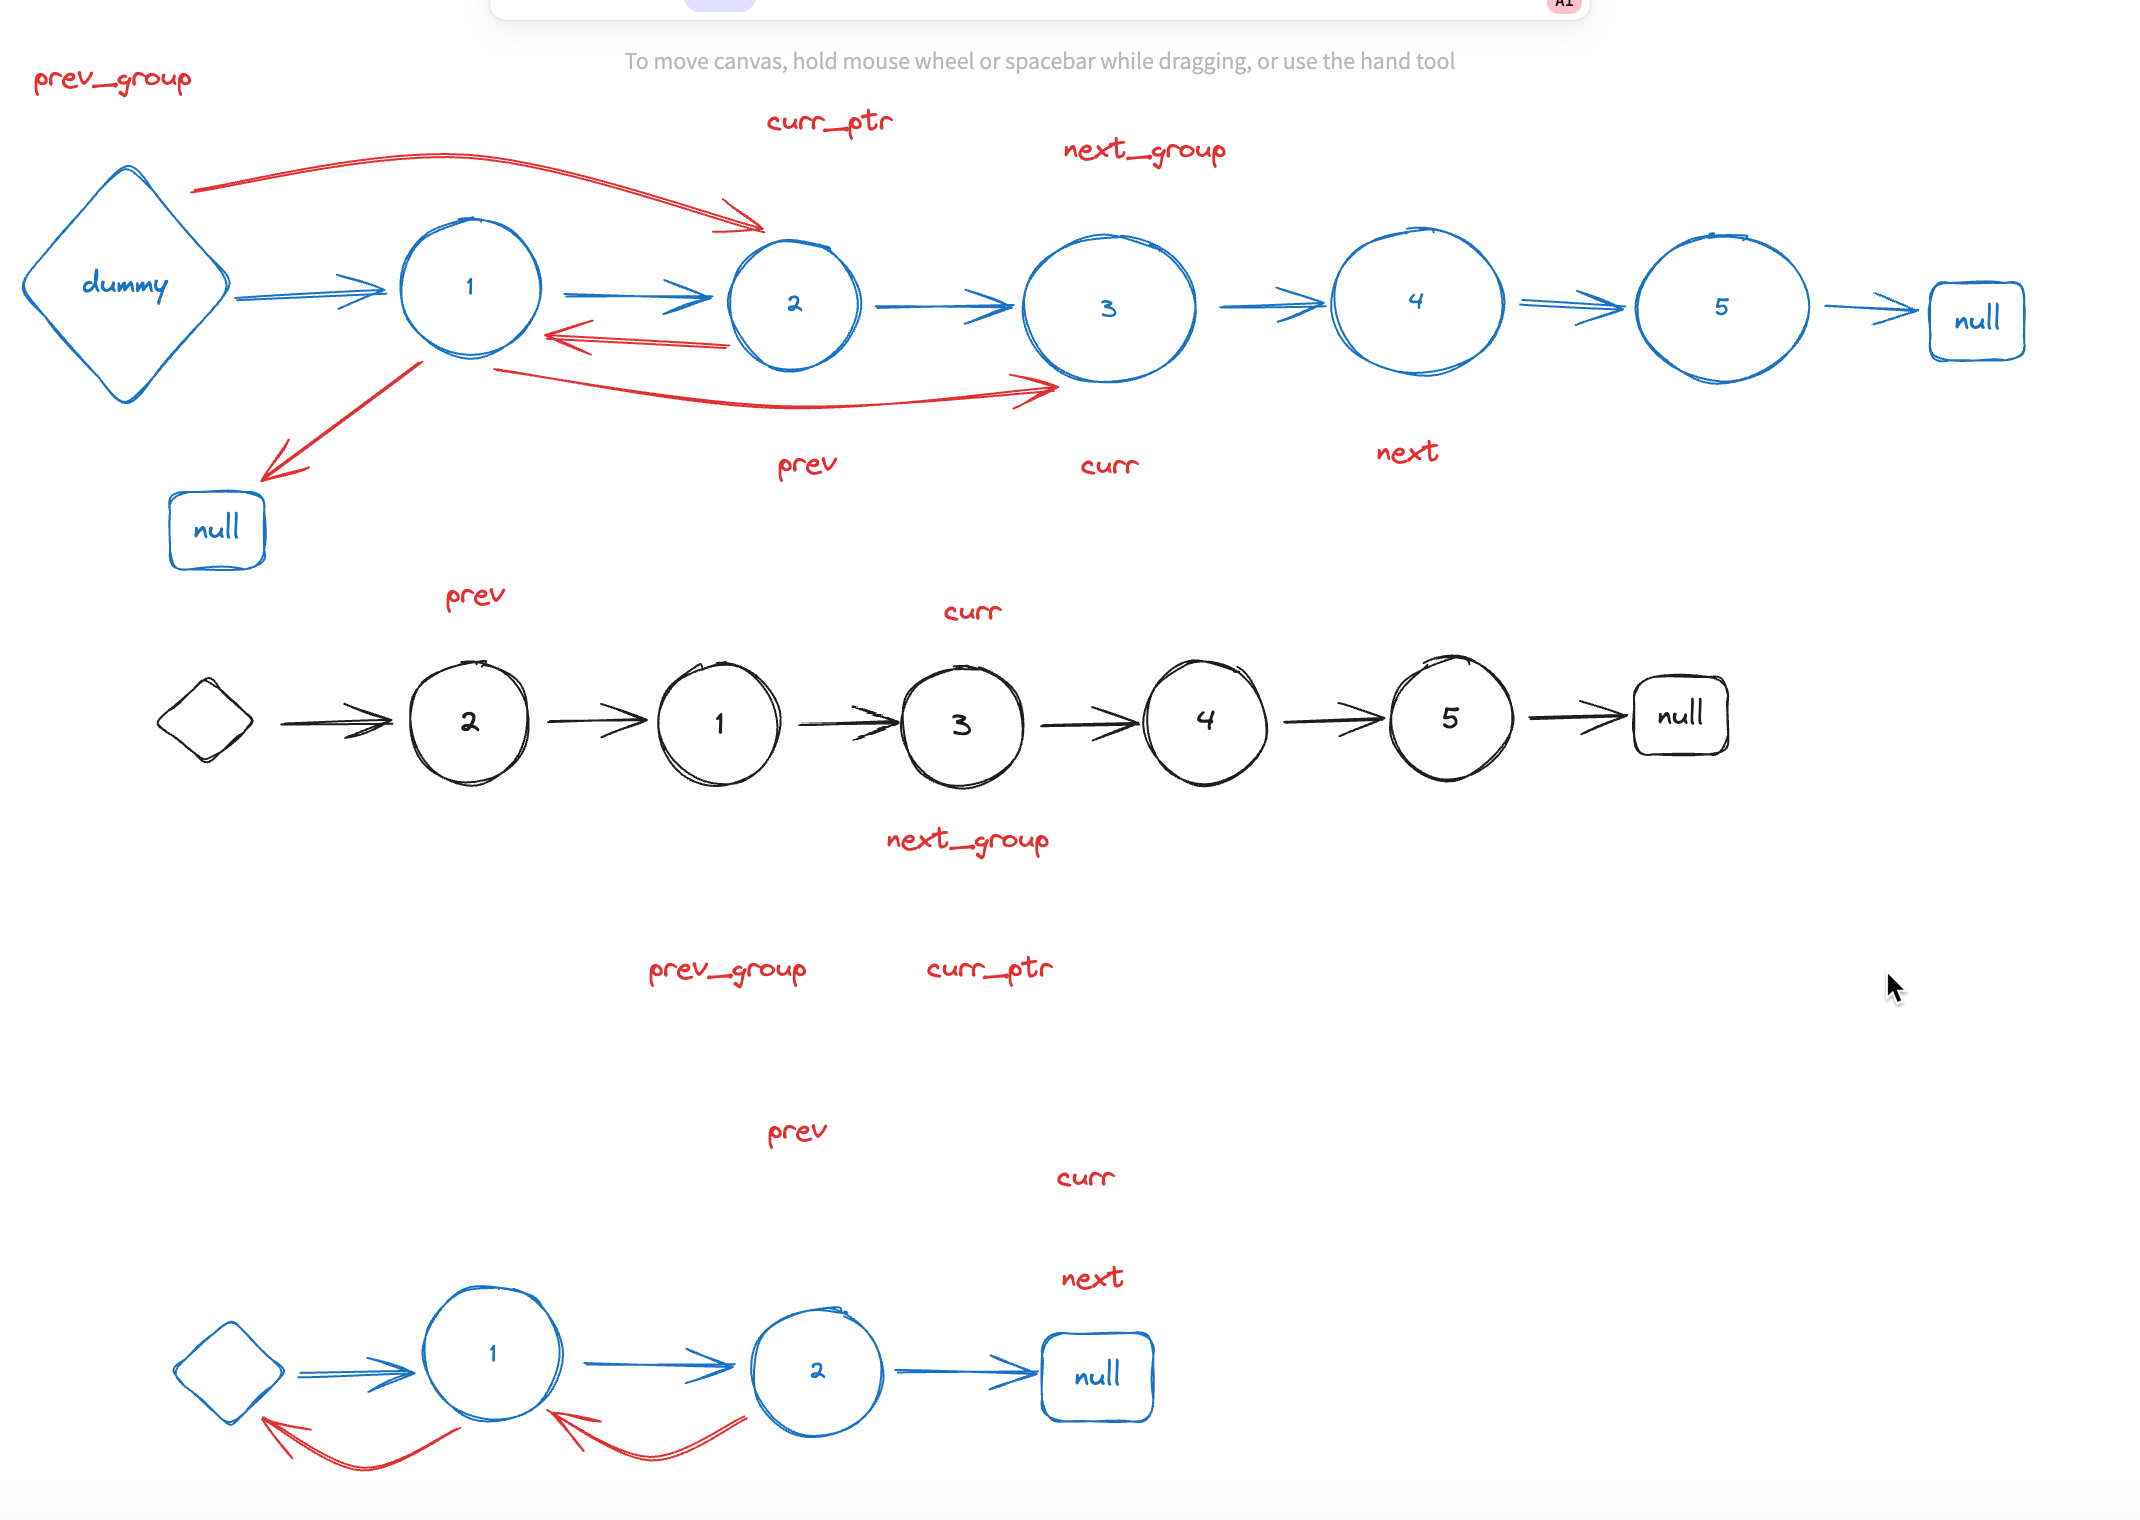 AI
To move canvas, hold mouse wheel or spacebar while dragging, or use the hand tool
prev_group
curr_ptr
next_group
dummy
1
2
3
4
5
null
prev
curr
next
null
prev
curr
2
1
3
4
5
null
next_group
prev_group
curr_ptr
prev
curr
next
1
2
null